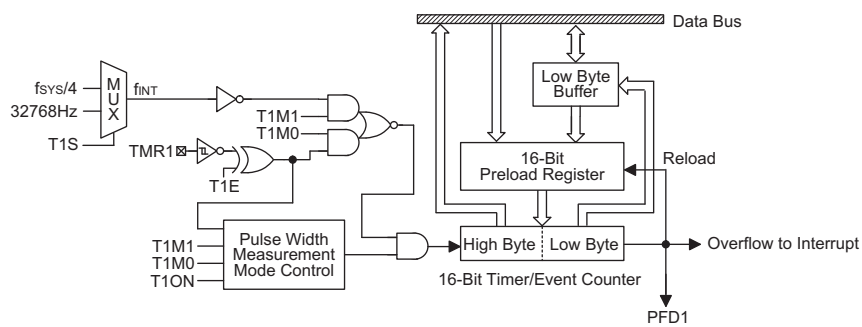 Data Bus
fSYS/4
32768Hz
T1S
M
U
X
fINT
T1M1
T1M0
TMR1
T1E
Low Byte
Buffer
16-Bit
Preload Register
Reload
T1M1
T1M0
T1ON
Pulse Width
Measurement
Mode Control
High Byte
Low Byte
16-Bit Timer/Event Counter
Overflow to Interrupt
PFD1